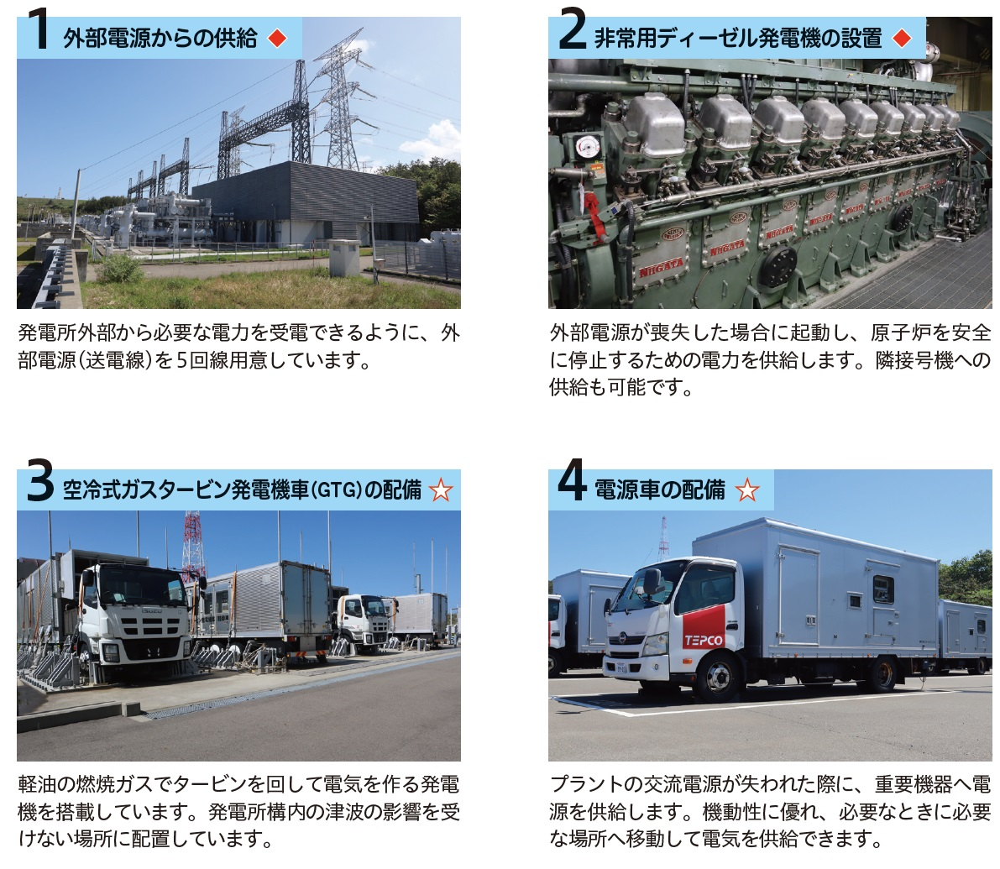 1 外部電源からの供給
発電所外部から必要な電力を受電できるように、外
部電源(送電線)を5回線用意しています。
2 非常用ディーゼル発電機の設置
NIIGATA
NIIGATA
NIIGATA
NIIGATA
外部電源が喪失した場合に起動し、原子炉を安全
に停止するための電力を供給します。隣接号機への
供給も可能です。
3 空冷式ガスタービン発電機車(GTG)の配備
ISUZU
軽油の燃焼ガスでタービンを回して電気を作る発電
機を搭載しています。発電所構内の津波の影響を受
けない場所に配置しています。
4 電源車の配備
TEPCO
プラントの交流電源が失われた際に、重要機器へ電
源を供給します。機動性に優れ、必要なときに必要
な場所へ移動して電気を供給できます。